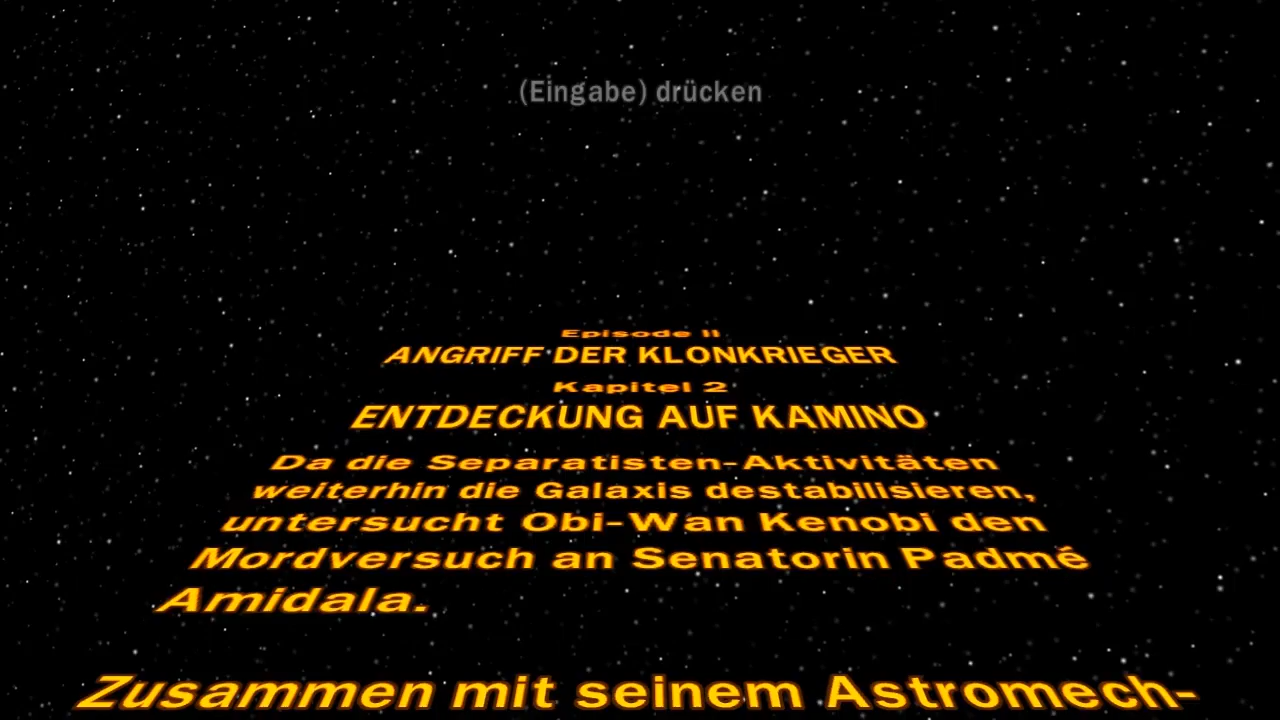 (Eingabe) drücken
Episode II
ANGRIFF DER KLONKRIEGER
Kapitel 2
ENTDECKUNG AUF KAMINO
Da die Separatisten-Aktivitäten
weiterhin die Galaxis destabilisieren,
untersucht Obi-Wan Kenobi den
Mordversuch an Senatorin Padmé
Amidala.
Zusammen mit seinem Astromech-